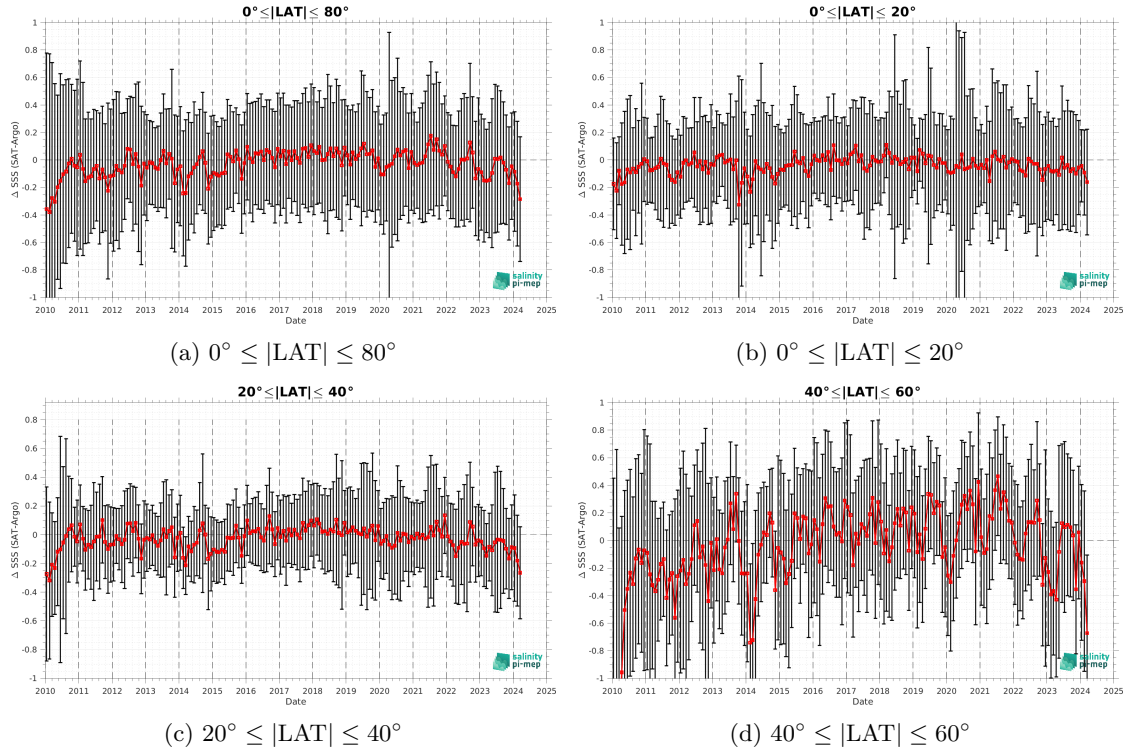 0°≤|LAT|≤ 80°
Δ SSS (SAT-Argo)
1
0.8
0.6
0.4
0.2
0
-0.2
-0.4
-0.6
-0.8
-1
2010 2011 2012 2013 2014 2015 2016 2017 2018 2019 2020 2021 2022 2023 2024 2025
Date
salinity
pi-mep
(a) 0° ≤ |LAT| ≤ 80°
0°≤|LAT|≤ 20°
Δ SSS (SAT-Argo)
1
0.8
0.6
0.4
0.2
0
-0.2
-0.4
-0.6
-0.8
-1
2010 2011 2012 2013 2014 2015 2016 2017 2018 2019 2020 2021 2022 2023 2024 2025
Date
salinity
pi-mep
(b) 0° ≤ |LAT| ≤ 20°
20°≤|LAT|≤ 40°
Δ SSS (SAT-Argo)
0.8
0.6
0.4
0.2
0
-0.2
-0.4
-0.6
-0.8
-1
2010 2011 2012 2013 2014 2015 2016 2017 2018 2019 2020 2021 2022 2023 2024 2025
Date
salinity
pi-mep
(c) 20° ≤ |LAT| ≤ 40°
40°≤|LAT|≤ 60°
Δ SSS (SAT-Argo)
1
0.8
0.6
0.4
0.2
0
-0.2
-0.4
-0.6
-0.8
-1
2010 2011 2012 2013 2014 2015 2016 2017 2018 2019 2020 2021 2022 2023 2024 2025
Date
salinity
pi-mep
(d) 40° ≤ |LAT| ≤ 60°